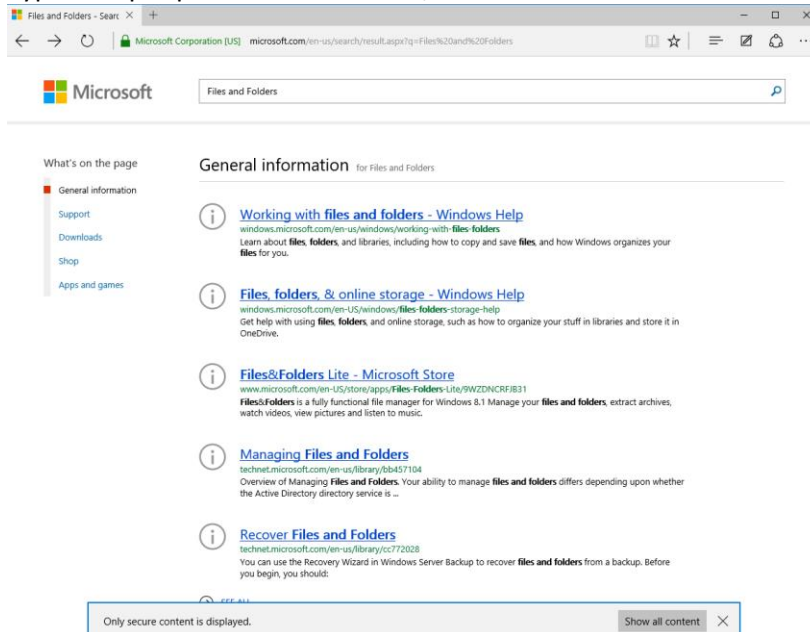 Files and Folders - Searc
Microsoft Corporation [US] microsoft.com/en-us/search/result.aspx?q=Files%20and%20Folders
Microsoft
Files and Folders
What's on the page
General information
Support
Downloads
Shop
Apps and games
General information for Files and Folders
Working with files and folders - Windows Help
windows.microsoft.com/en-us/windows/working-with-files-folders
Learn about files, folders, and libraries, including how to copy and save files, and how Windows organizes your
files for you.
Files, folders, & online storage - Windows Help
windows.microsoft.com/en-US/windows/files-folders-storage-help
Get help with using files, folders, and online storage, such as how to organize your stuff in libraries and store it in
OneDrive.
Files&Folders Lite - Microsoft Store
www.microsoft.com/en-US/store/apps/Files-Folders-Lite/9WZDNCRFJB31
Files&Folders is a fully functional file manager for Windows 8.1 Manage your files and folders, extract archives,
watch videos, view pictures and listen to music.
Managing Files and Folders
technet.microsoft.com/en-us/library/bb457104
Overview of Managing Files and Folders. Your ability to manage files and folders differs depending upon whether
the Active Directory directory service is ...
Recover Files and Folders
technet.microsoft.com/en-us/library/cc772028
You can use the Recovery Wizard in Windows Server Backup to recover files and folders from a backup. Before
you begin, you should:
SEE ALL
Only secure content is displayed.
Show all content